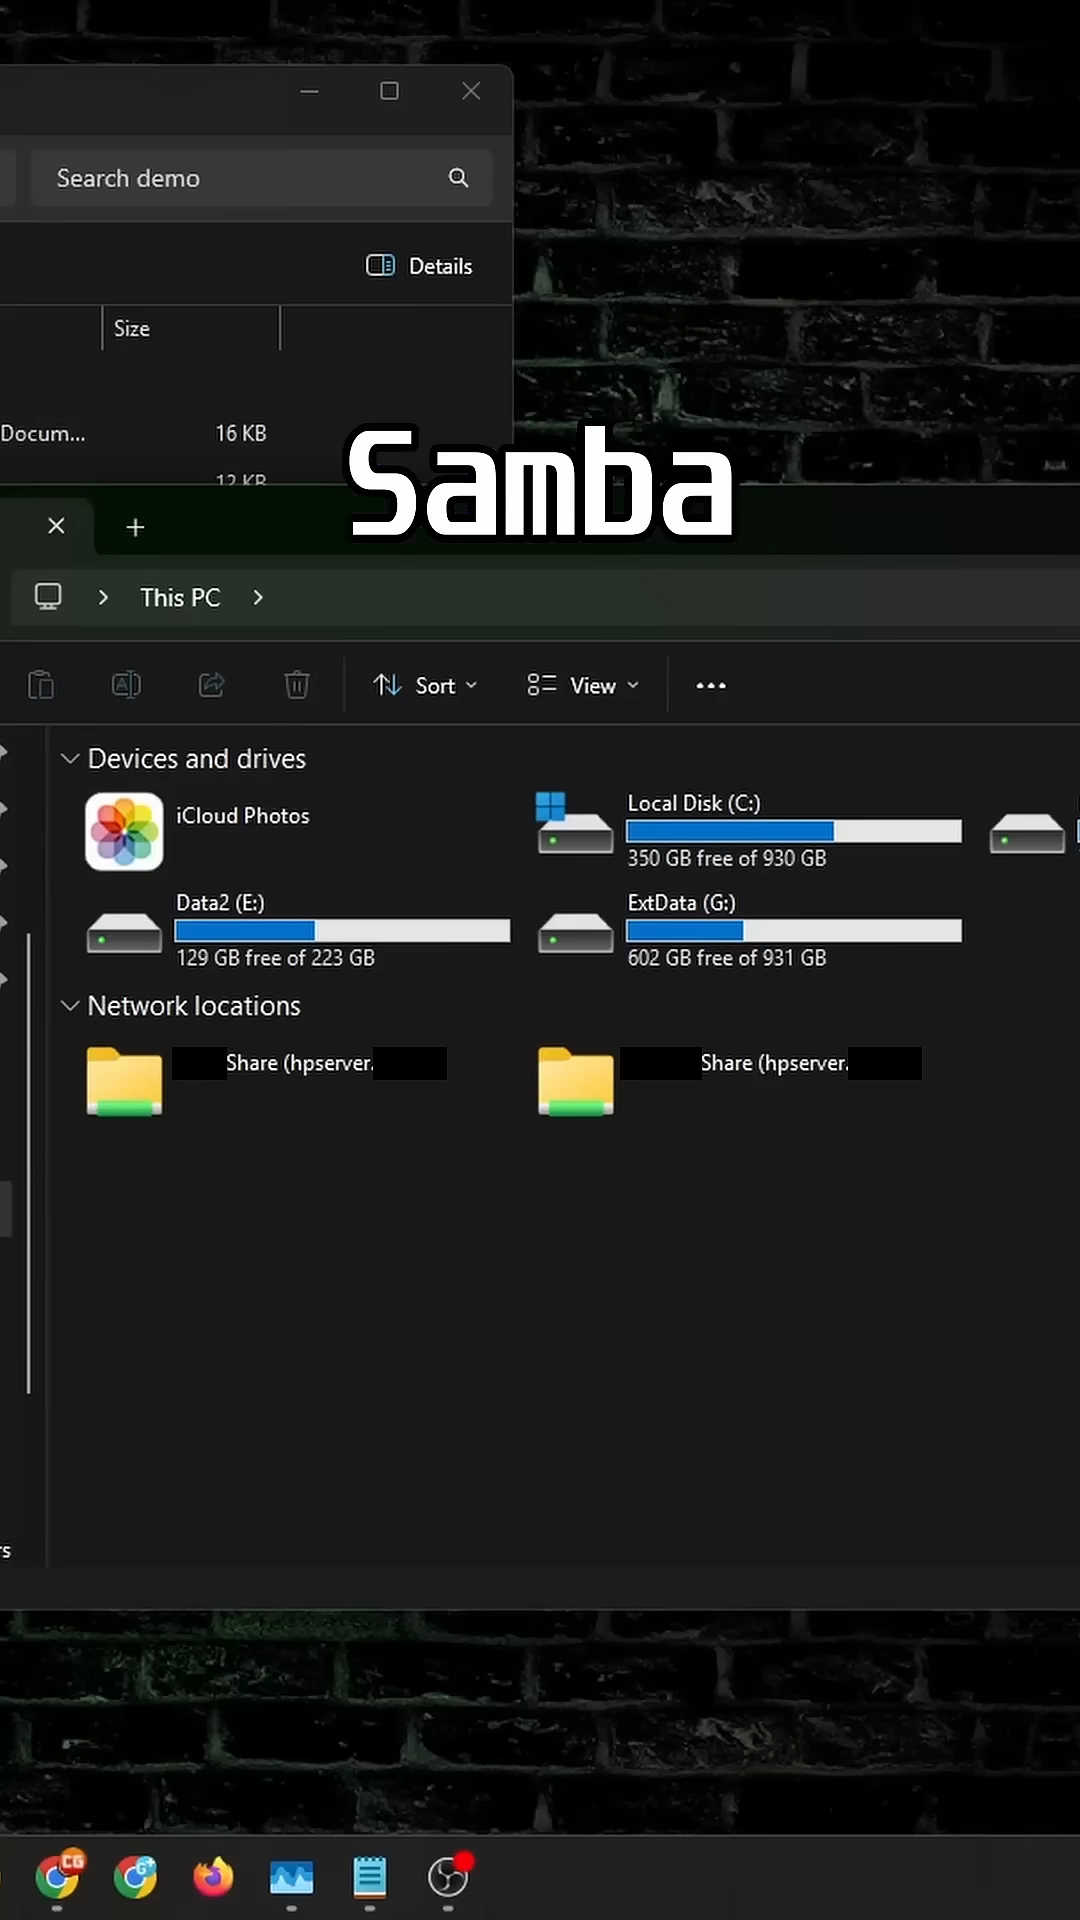 Search demo
Details
Size
Docum... 16 KB
12 KB
Samba
This PC
Sort
View
Devices and drives
iCloud Photos
Local Disk (C:)
350 GB free of 930 GB
Data2 (E:)
129 GB free of 223 GB
ExtData (G:)
602 GB free of 931 GB
Network locations
Share (hpserver.
Share (hpserver.
rs
CG
G+